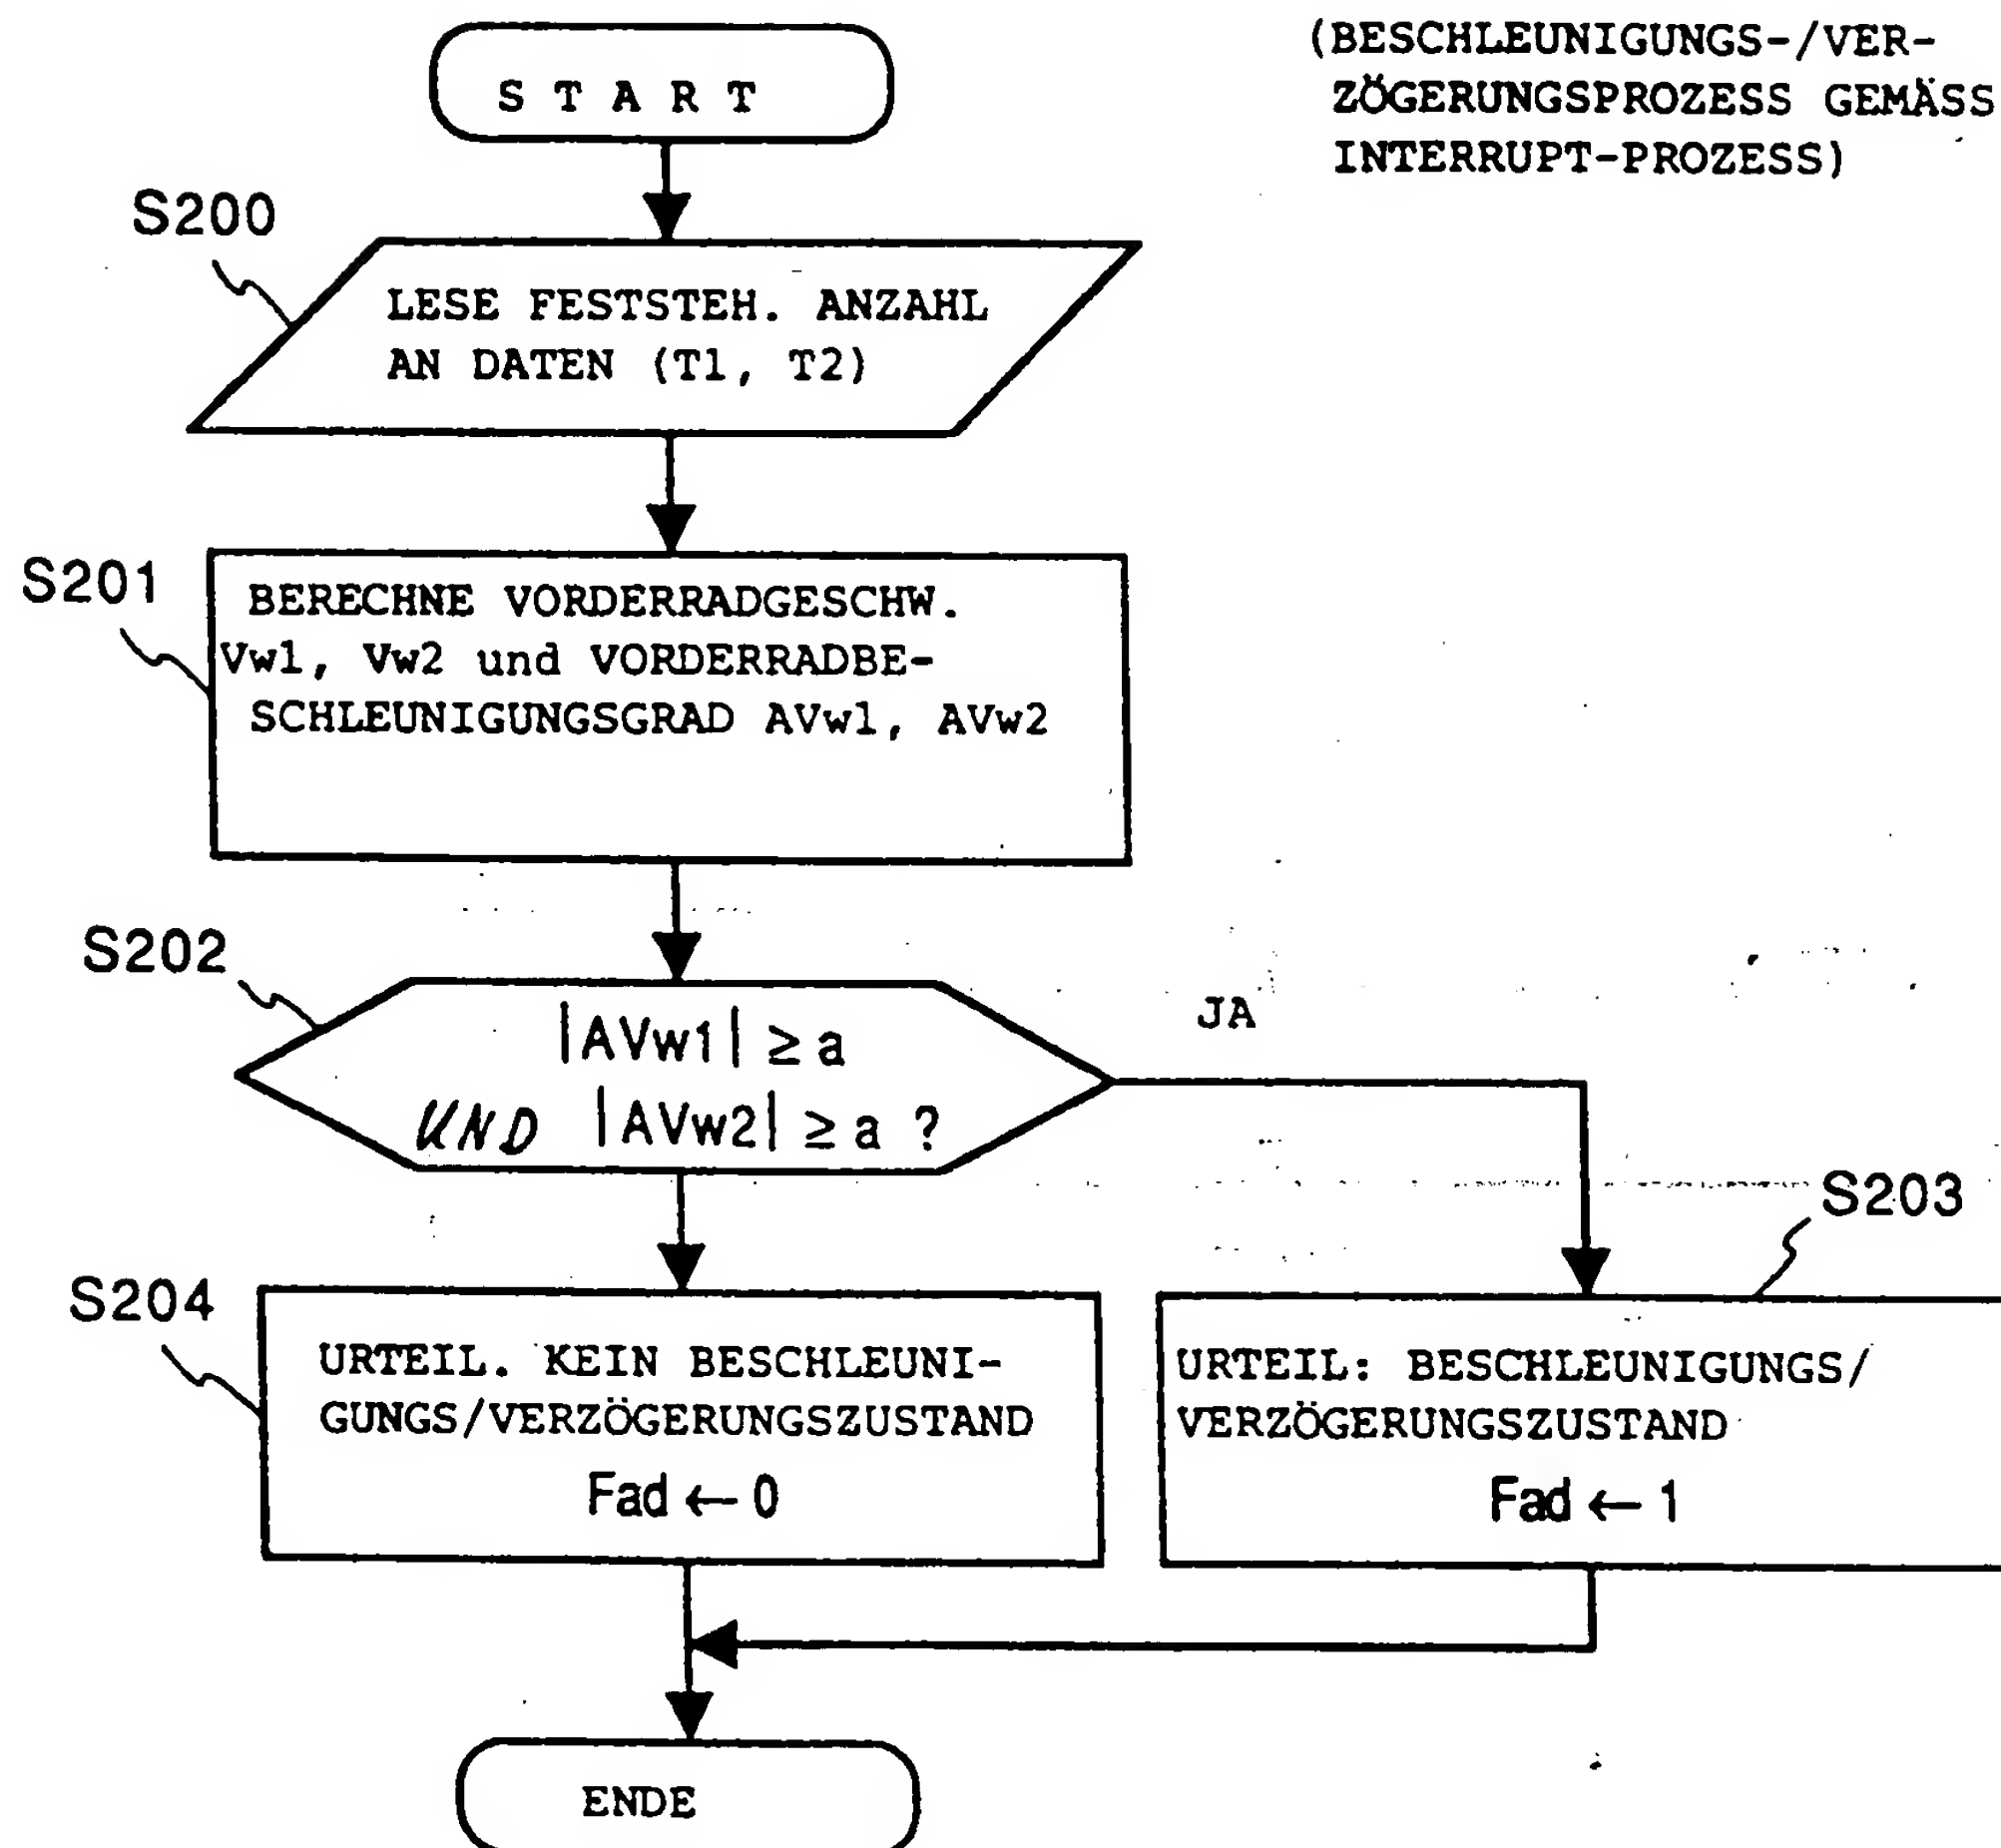 (BESCHLEUNIGUNGS-/VER-
ZÖGERUNGSPROZESS GEMÄSS
INTERRUPT-PROZESS)
START
S200
LESE FESTSTEH. ANZAHL
AN DATEN (T1, T2)
S201
BERECHNE VORDERRADGESCHW.
Vw1, Vw2 und VORDERRADBE-
SCHLEUNIGUNGSGRAD AVw1, AVw2
S202
|AVw1| ≥ a
UND |AVw2| ≥ a ?
JA
S203
S204
URTEIL. KEIN BESCHLEUNI-
GUNGS/VERZÖGERUNGSZUSTAND
Fad ← 0
URTEIL: BESCHLEUNIGUNGS/
VERZÖGERUNGSZUSTAND
Fad ← 1
ENDE